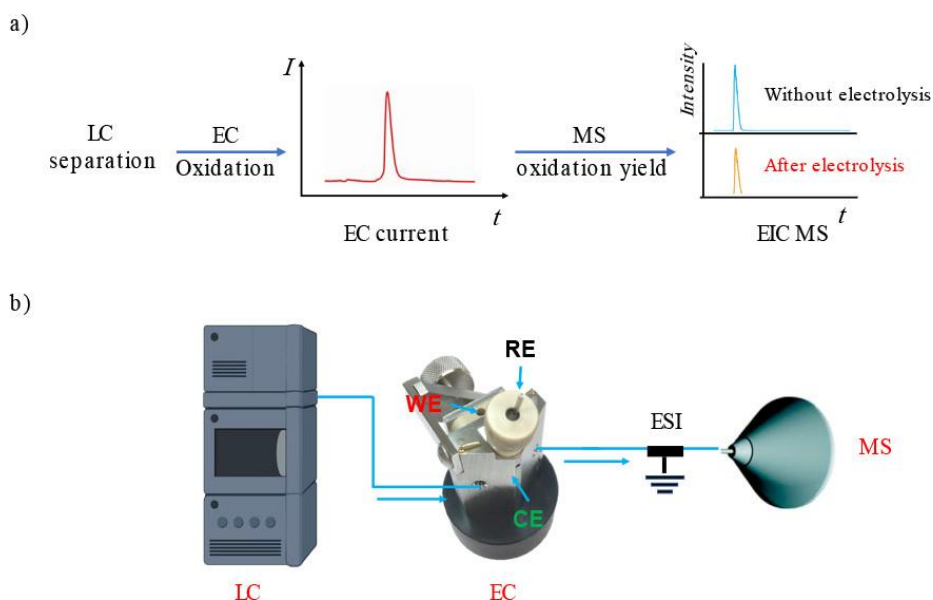 a)
LC
separation
EC
Oxidation
I
t
EC current
MS
oxidation yield
Intensity
Without electrolysis
After electrolysis
t
EIC MS
b)
RE
WE
CE
ESI
MS
LC
EC